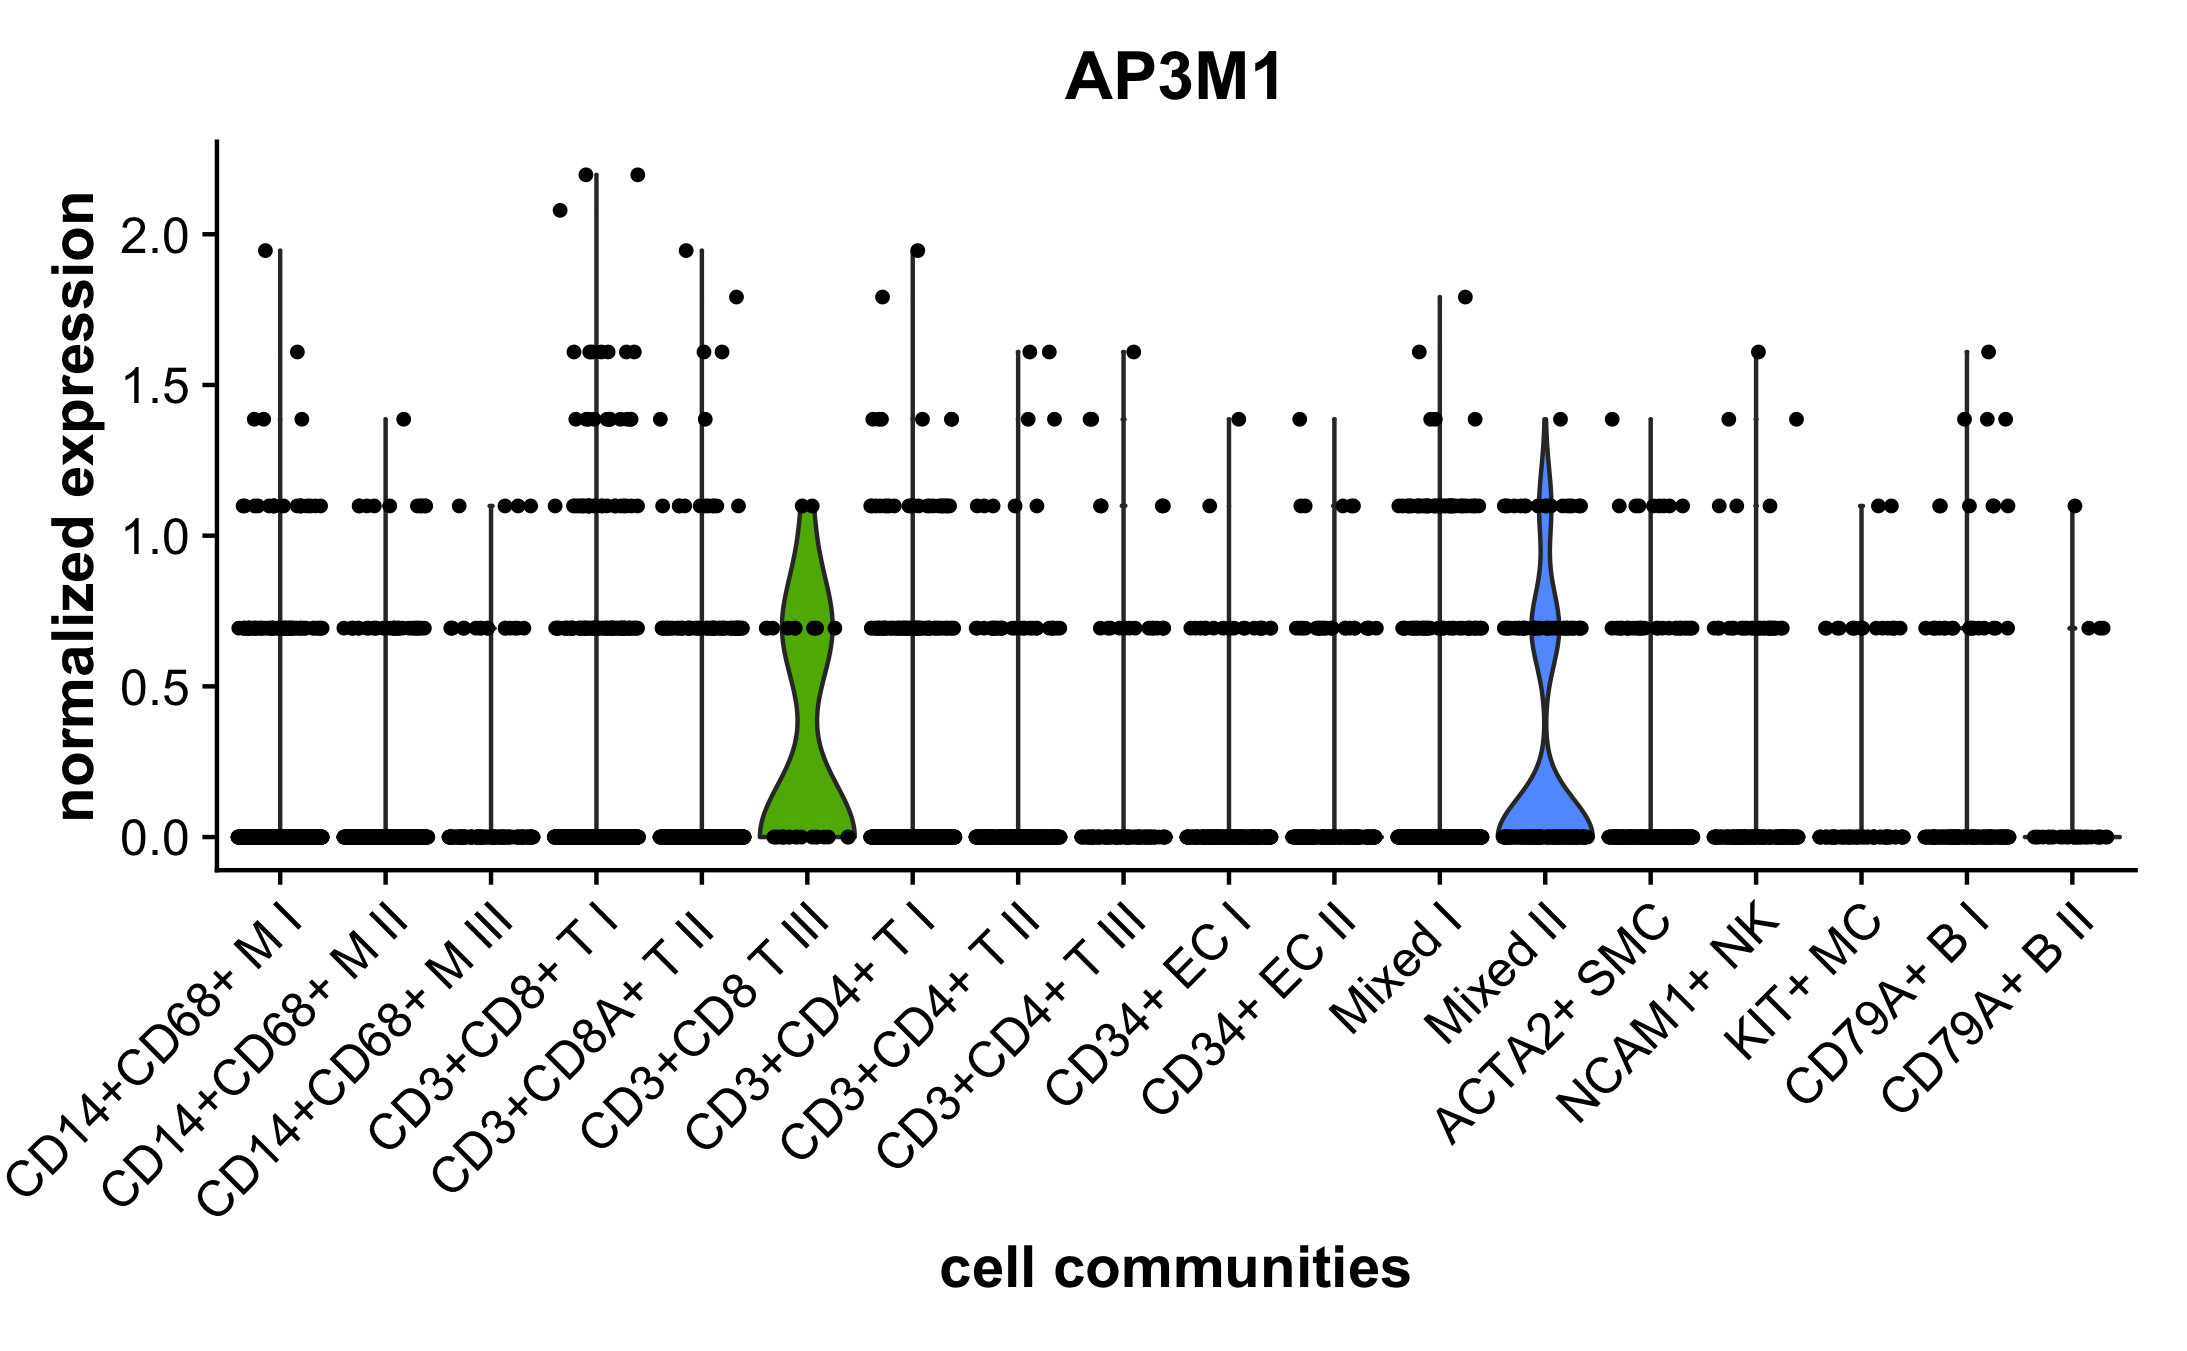 AP3M1
normalized expression
2.0
1.5
1.0
0.5
0.0
CD14+CD68+ M I
CD14+CD68+ M II
CD14+CD68+ M III
CD3+CD8+ T I
CD3+CD8A+ T II
CD3+CD8 T III
CD3+CD4+ T I
CD3+CD4+ T II
CD3+CD4+ T III
CD34+ EC I
CD34+ EC II
Mixed I
Mixed II
ACTA2+ SMC
NCAM1+ NK
KIT+ MC
CD79A+ B I
CD79A+ B II
cell communities